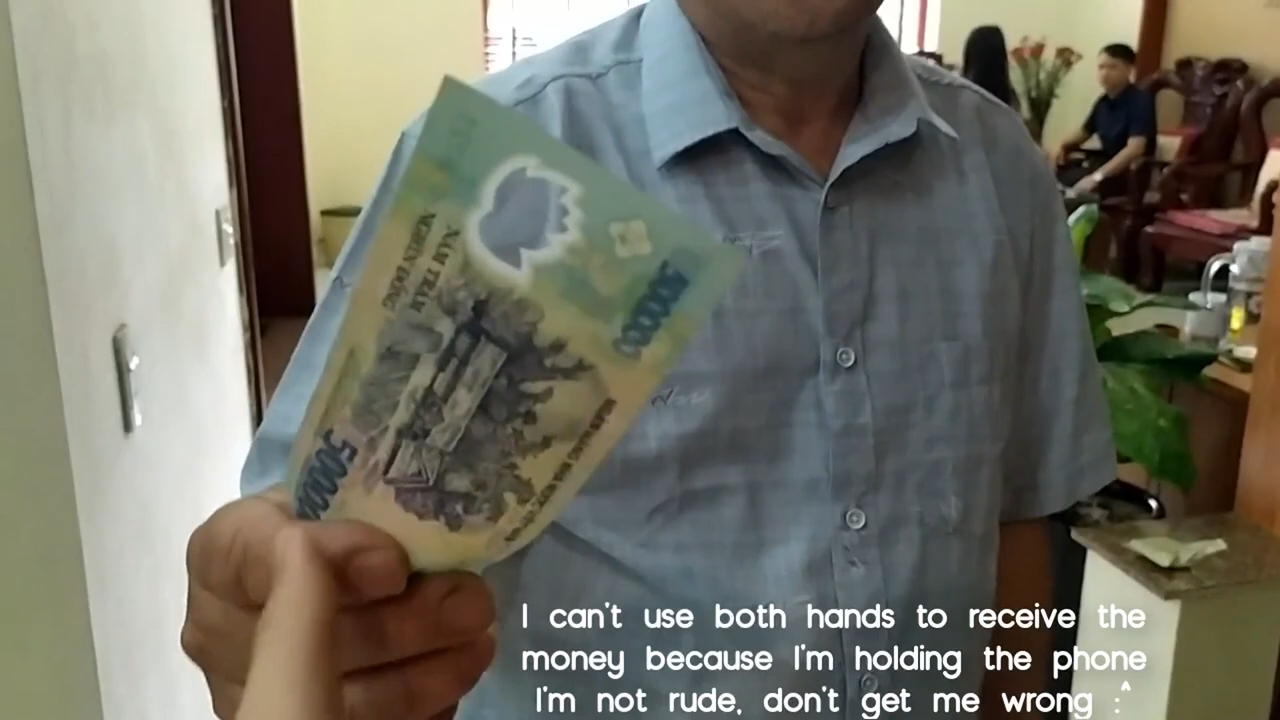 NĂM TRĂM
NGHÌN ĐỒNG
500000
500000
I can't use both hands to receive the
money because I'm holding the phone
I'm not rude, don't get me wrong :^